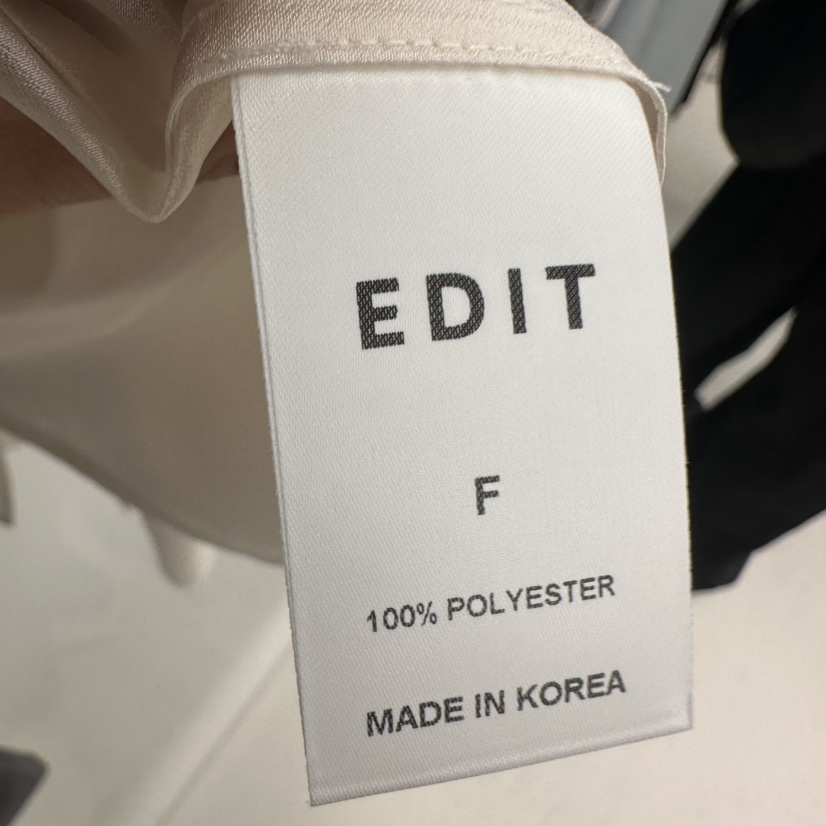 EDIT
F
100% POLYESTER
MADE IN KOREA